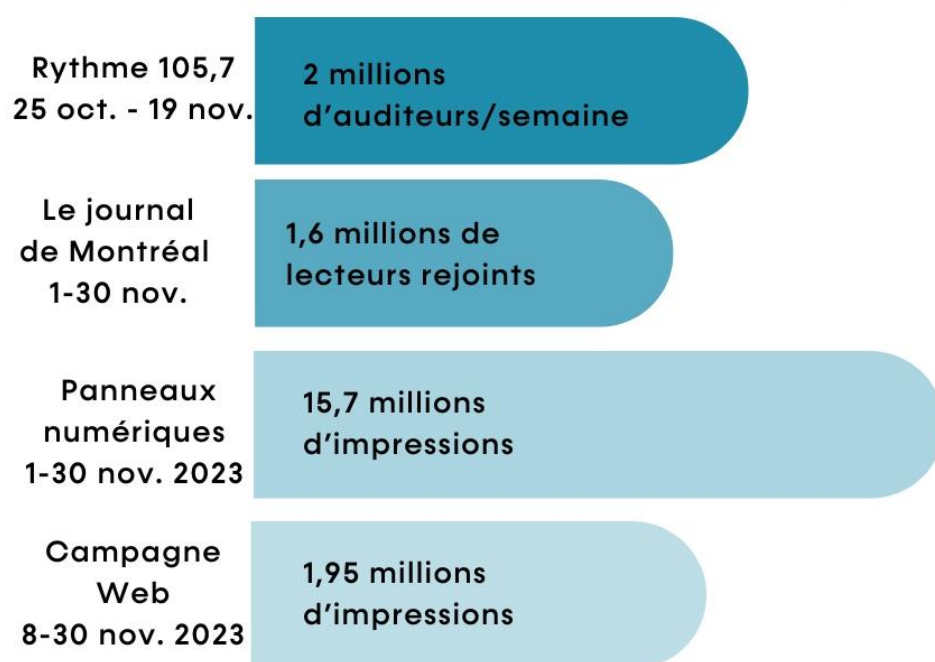 Rythme 105,7
25 oct. - 19 nov.
2 millions
d'auditeurs/semaine
Le journal
de Montréal
1-30 nov.
1,6 millions de
lecteurs rejoints
Panneaux
numériques
1-30 nov. 2023
15,7 millions
d'impressions
Campagne
Web
8-30 nov. 2023
1,95 millions
d'impressions